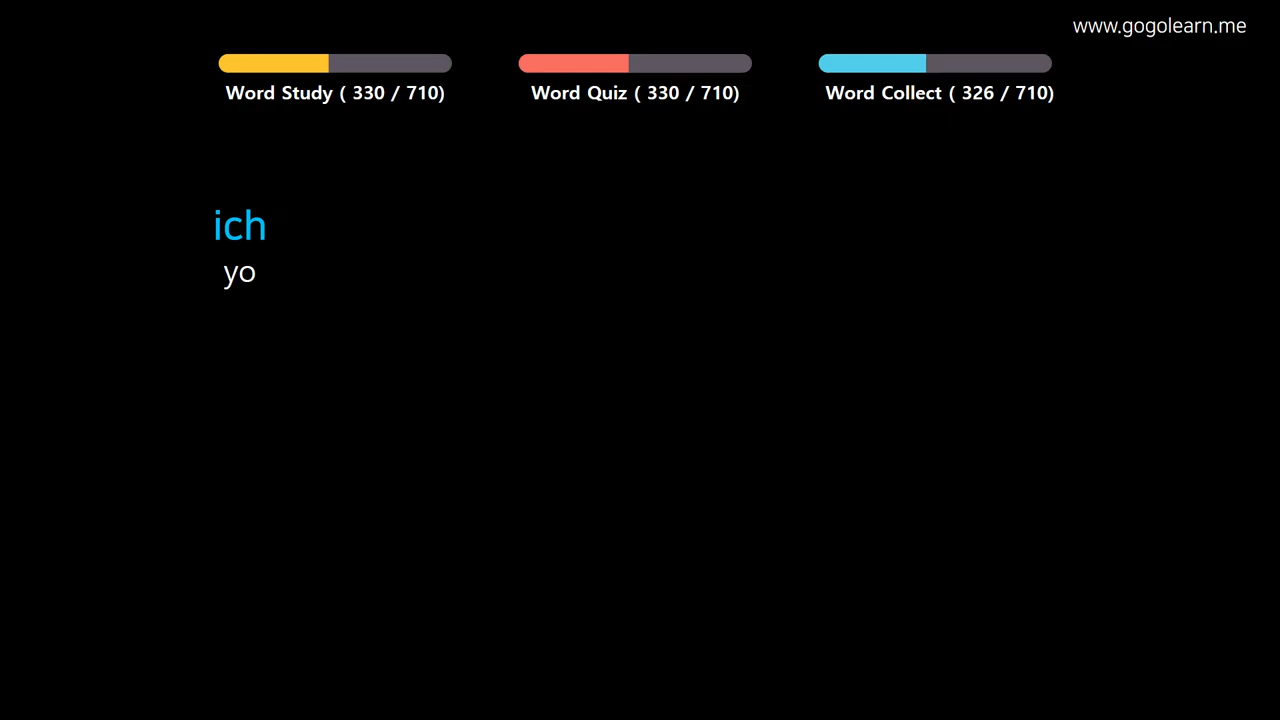 www.gogolearn.me
Word Study ( 330 / 710)
Word Quiz ( 330 / 710)
Word Collect ( 326 / 710)
ich
yo